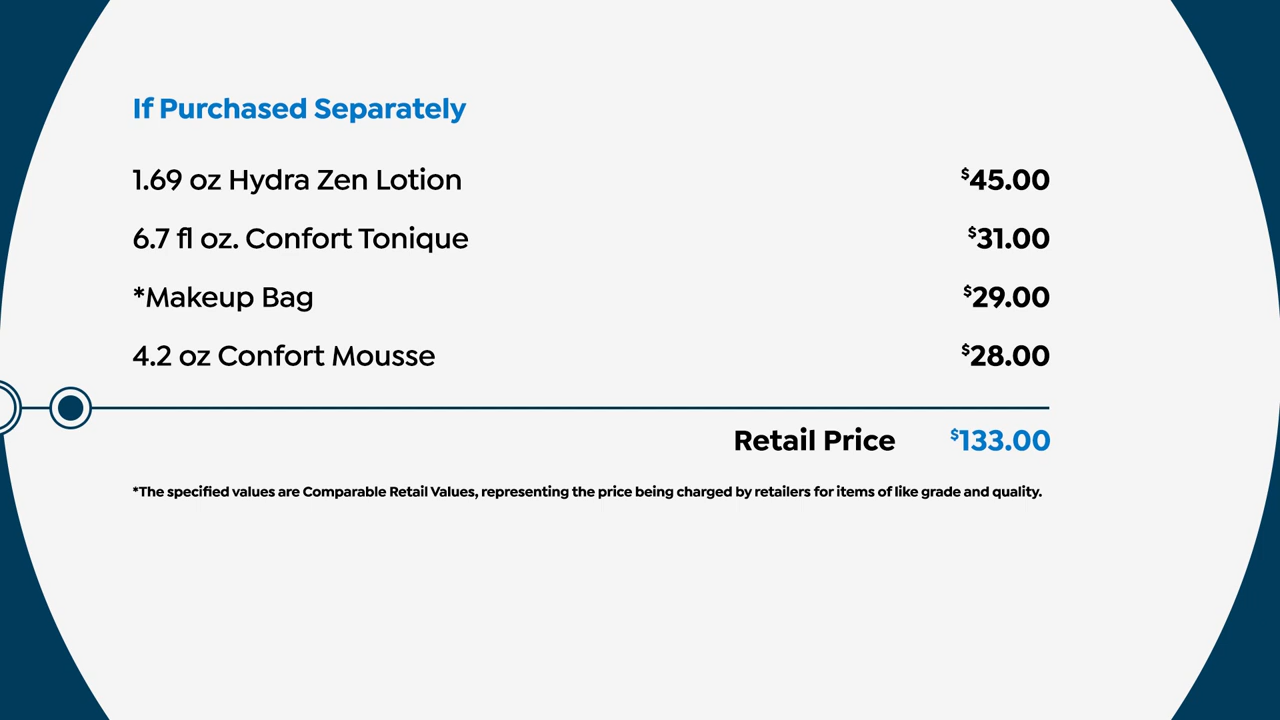 If Purchased Separately
1.69 oz Hydra Zen Lotion $45.00
6.7 fl oz. Confort Tonique $31.00
*Makeup Bag $29.00
4.2 oz Confort Mousse $28.00
Retail Price $133.00
*The specified values are Comparable Retail Values, representing the price being charged by retailers for items of like grade and quality.